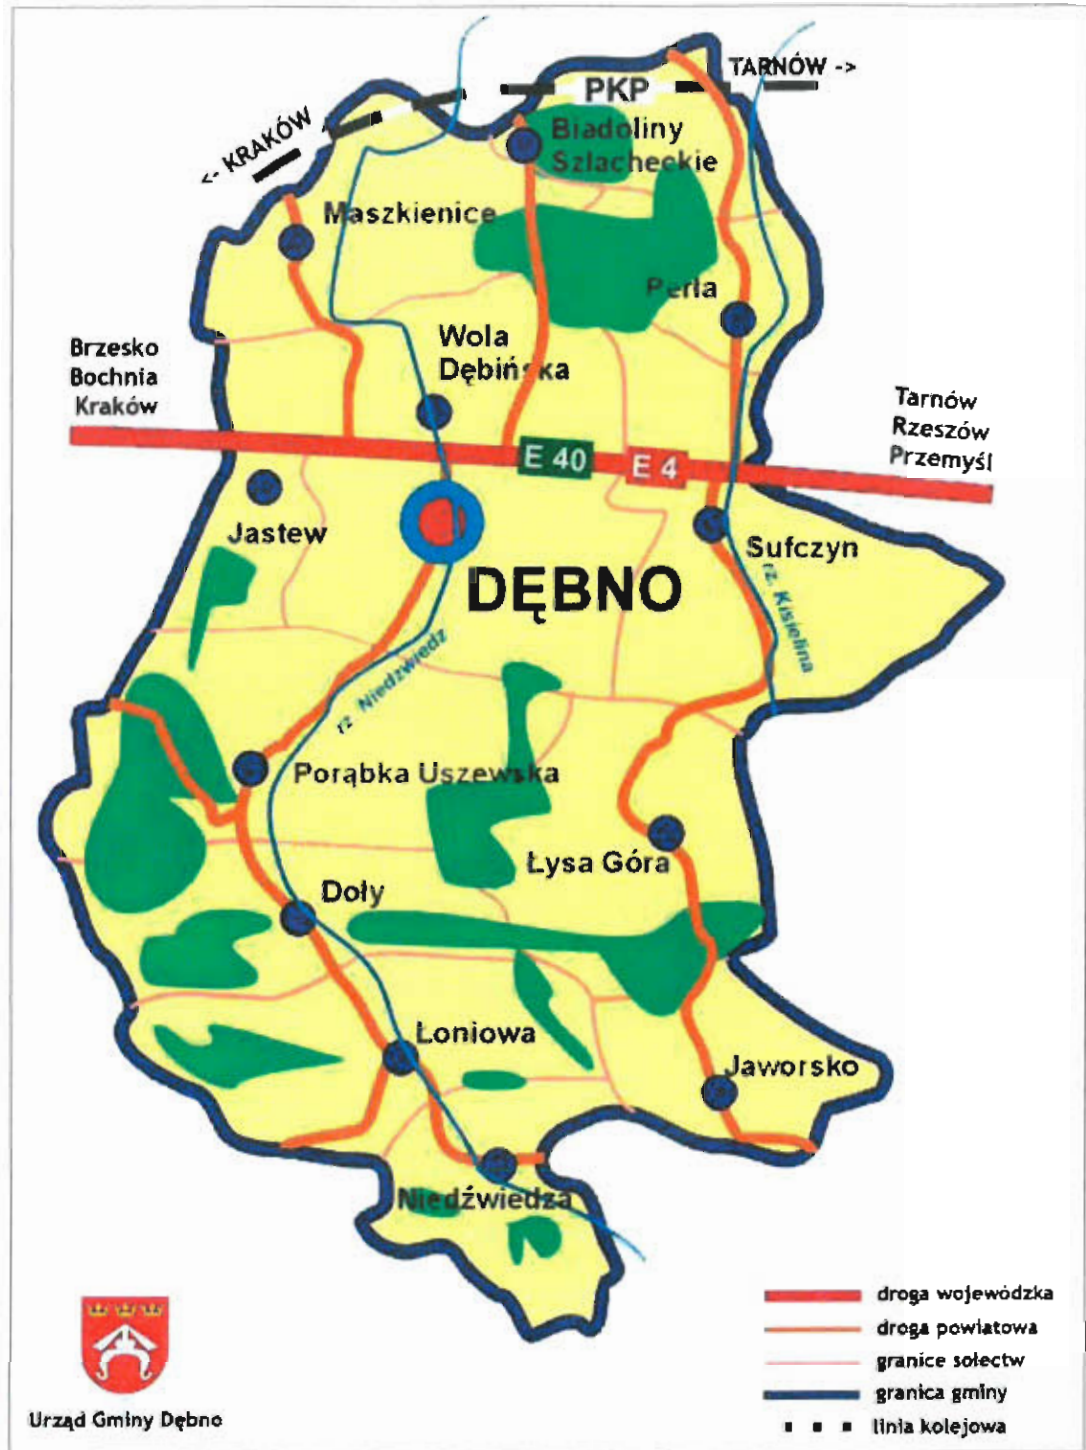 TARNÓW ->
PKP
<- KRAKÓW
Biadoliny
Szlacheckie
Maszkienice
Perła
Wola
Dębińska
Brzesko
Bochnia
Kraków
Tarnów
Rzeszów
Przemyśl
E 40
E 4
Jastew
Sufczyn
DĘBNO
rz. Kisielina
rz Niedźwiedz
Porąbka Uszewska
Łysa Góra
Doły
Łoniowa
Jaworsko
Niedźwiedza
droga wojewódzka
droga powiatowa
granice sołectw
granica gminy
linia kolejowa
Urząd Gminy Dębno